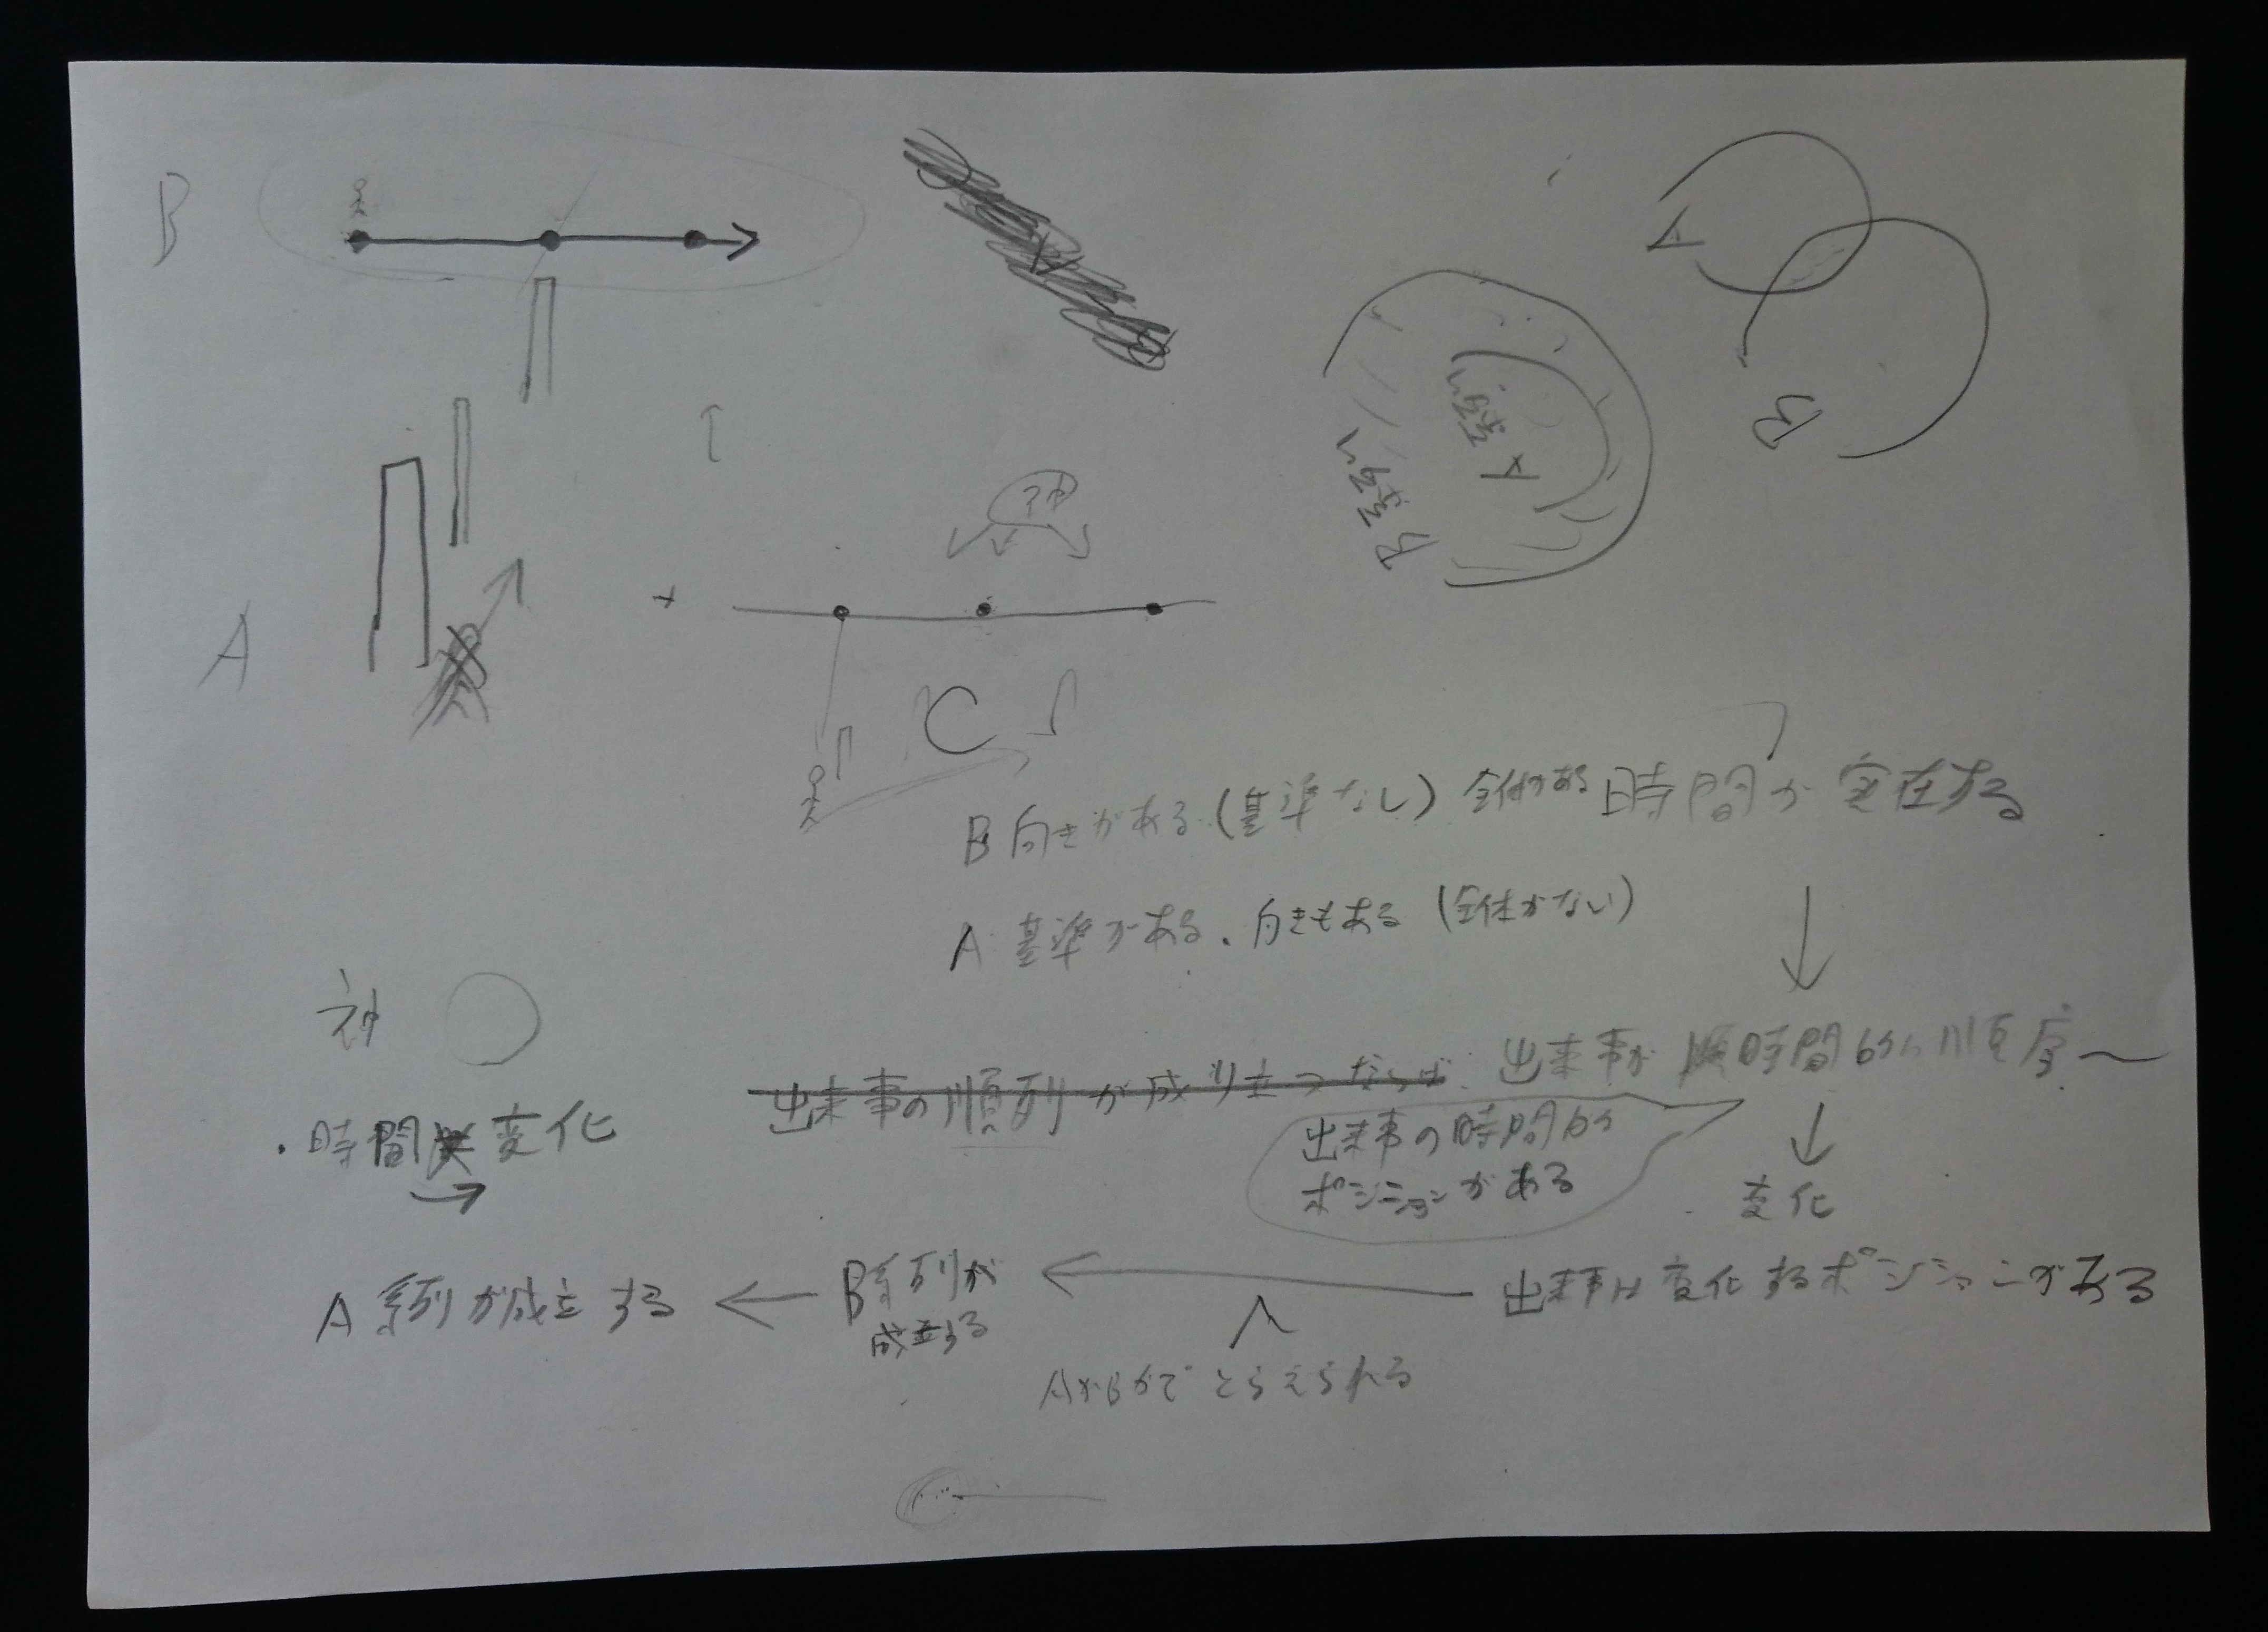 B
A
B
神
B 強い
A 強い
A
C
B 向きがある(基準なし) 全体がある 時間が実在する
A 基準がある、向きもある (全体がない)
神
出来事の順列が成り立つならば 出来事が 時間的な順序〜
・時間 変化
出来事の時間的
ポジションがある
変化
A 系列が成立する
B系列が
成立する
出来事は変化するポジションがある
AかBかでとらえられる